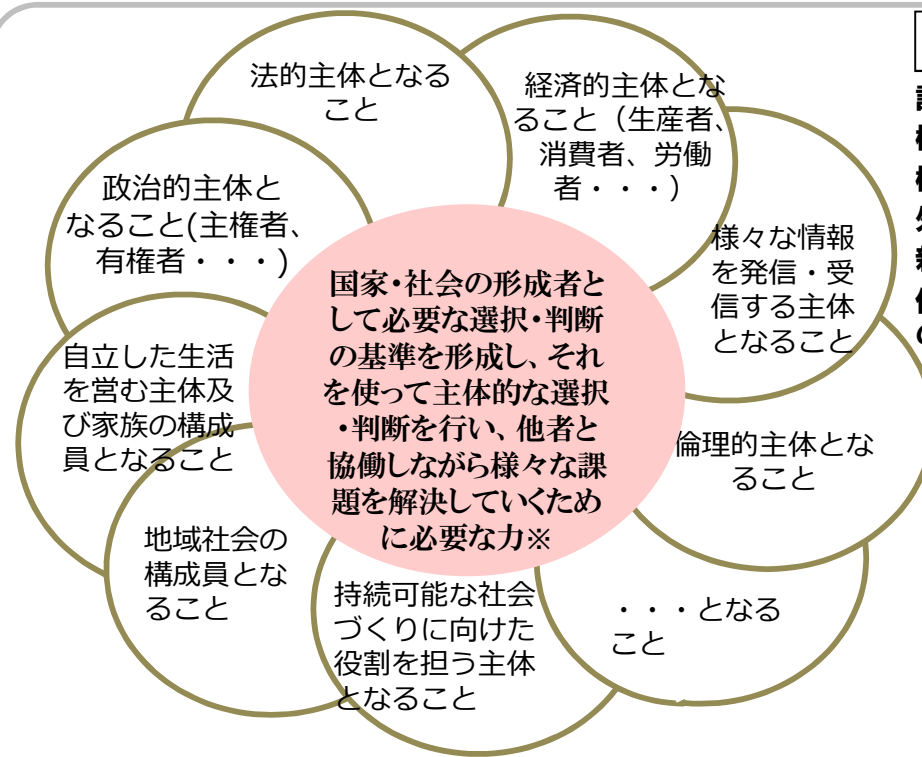 法的主体となる
こと
経済的主体とな
ること（生産者、
消費者、労働
者・・・）
政治的主体と
なること(主権者、
有権者・・・)
様々な情報
を発信・受
信する主体
となること
国家・社会の形成者と
して必要な選択・判断
の基準を形成し、それ
を使って主体的な選択
・判断を行い、他者と
協働しながら様々な課
題を解決していくため
に必要な力※
自立した生活
を営む主体及
び家族の構成
員となること
倫理的主体とな
ること
地域社会の
構成員とな
ること
持続可能な社会
づくりに向けた
役割を担う主体
となること
・・・となる
こと